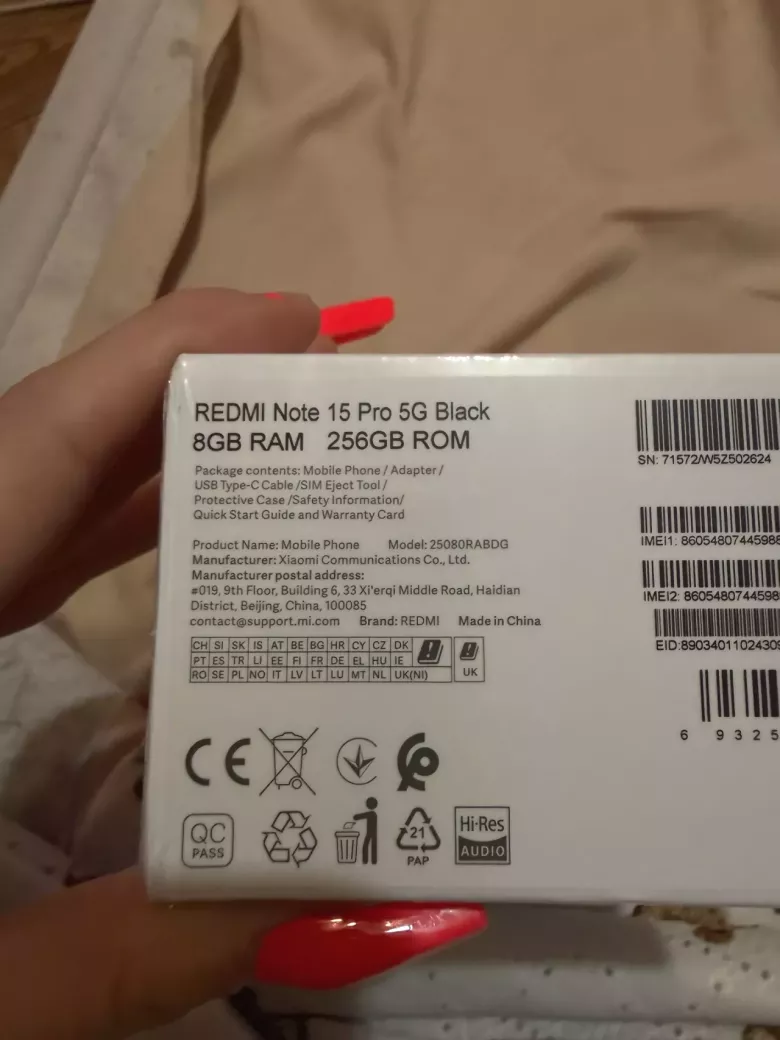 REDMI Note 15 Pro 5G Black
8GB RAM 256GB ROM
Package contents: Mobile Phone / Adapter /
USB Type-C Cable /SIM Eject Tool /
Protective Case /Safety Information/
Quick Start Guide and Warranty Card
Product Name: Mobile Phone Model: 25080RABDG
Manufacturer: Xiaomi Communications Co., Ltd.
Manufacturer postal address:
#019, 9th Floor, Building 6, 33 Xi'erqi Middle Road, Haidian
District, Beijing, China, 100085
contact@support.mi.com Brand: REDMI Made in China
CH SI SK IS AT BE BG HR CY CZ DK
PT ES TR LI EE FI FR DE EL HU IE
RO SE PL NO IT LV LT LU MT NL UK(NI)
UK
CE
QC
PASS
21
PAP
Hi-Res
AUDIO
SN: 71572/W5Z502624
IMEI1: 86054807445988
IMEI2: 8605480744598
EID:8903401102430
6 9325